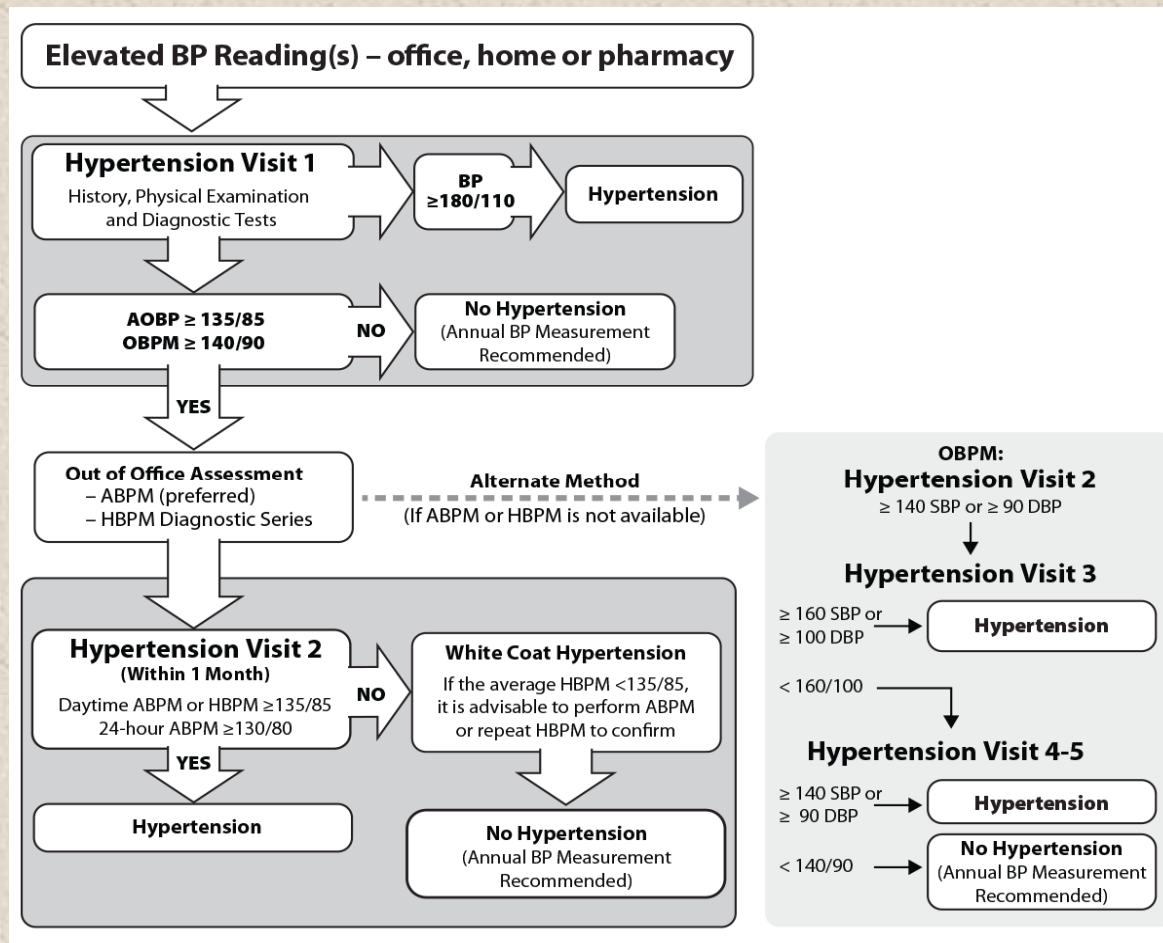 Elevated BP Reading(s) – office, home or pharmacy
Hypertension Visit 1
History, Physical Examination
and Diagnostic Tests
BP
≥180/110
Hypertension
AOBP ≥ 135/85
OBPM ≥ 140/90
NO
No Hypertension
(Annual BP Measurement
Recommended)
YES
Out of Office Assessment
– ABPM (preferred)
– HBPM Diagnostic Series
Alternate Method
(If ABPM or HBPM is not available)
Hypertension Visit 2
(Within 1 Month)
Daytime ABPM or HBPM ≥135/85
24-hour ABPM ≥130/80
NO
White Coat Hypertension
If the average HBPM <135/85,
it is advisable to perform ABPM
or repeat HBPM to confirm
YES
Hypertension
No Hypertension
(Annual BP Measurement
Recommended)
OBPM:
Hypertension Visit 2
≥ 140 SBP or ≥ 90 DBP
Hypertension Visit 3
≥ 160 SBP or
≥ 100 DBP
Hypertension
< 160/100
Hypertension Visit 4-5
≥ 140 SBP or
≥ 90 DBP
Hypertension
< 140/90
No Hypertension
(Annual BP Measurement
Recommended)